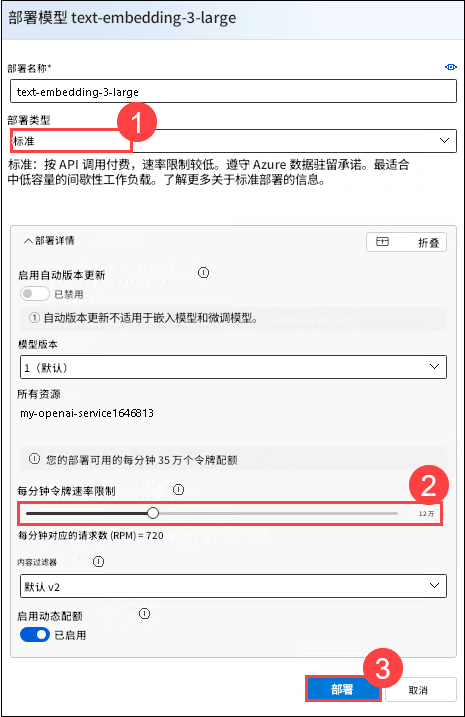 部署模型 text-embedding-3-large
部署名称*
text-embedding-3-large
1
部署类型
标准
标准：按 API 调用付费，速率限制较低。遵守 Azure 数据驻留承诺。最适合
中低容量的间歇性工作负载。了解更多关于标准部署的信息。
部署详情
折叠
启用自动版本更新
已禁用
自动版本更新不适用于嵌入模型和微调模型。
模型版本
1（默认）
所有资源
my-openai-service1646813
您的部署可用的每分钟 35 万个令牌配额
2
每分钟令牌速率限制
12万
每分钟对应的请求数 (RPM) = 720
内容过滤器
默认 v2
启用动态配额
已启用
3
部署
取消